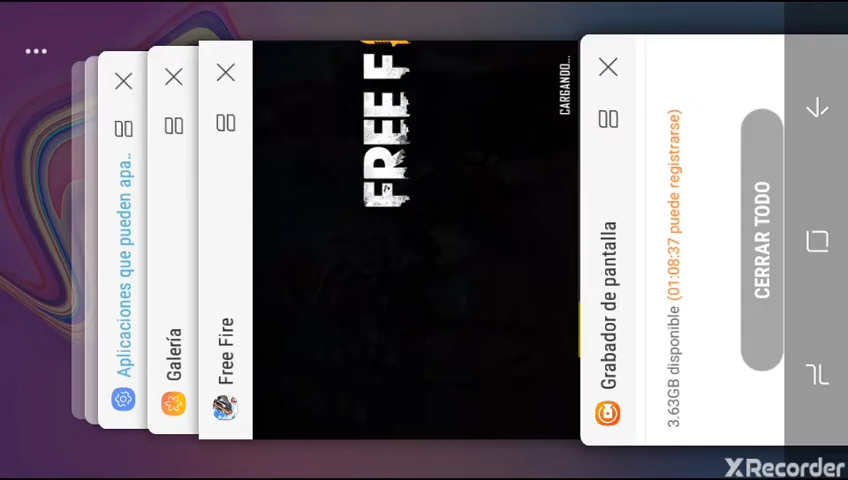 Aplicaciones que pueden apa..
Galería
Free Fire
FREE F
CARGANDO...
Grabador de pantalla
3.63GB disponible (01:08:37 puede registrarse)
CERRAR TODO
XRecorder